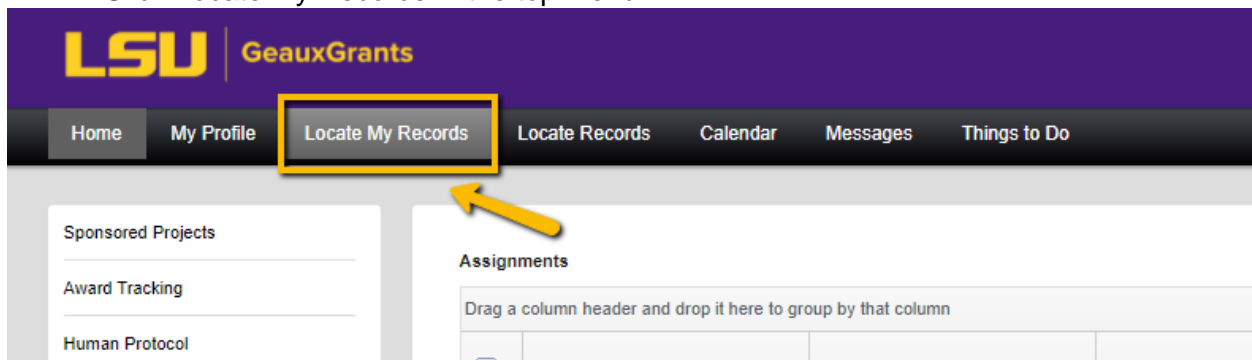 LSU GeauxGrants
Home My Profile Locate My Records Locate Records Calendar Messages Things to Do
Sponsored Projects
Assignments
Award Tracking
Drag a column header and drop it here to group by that column
Human Protocol